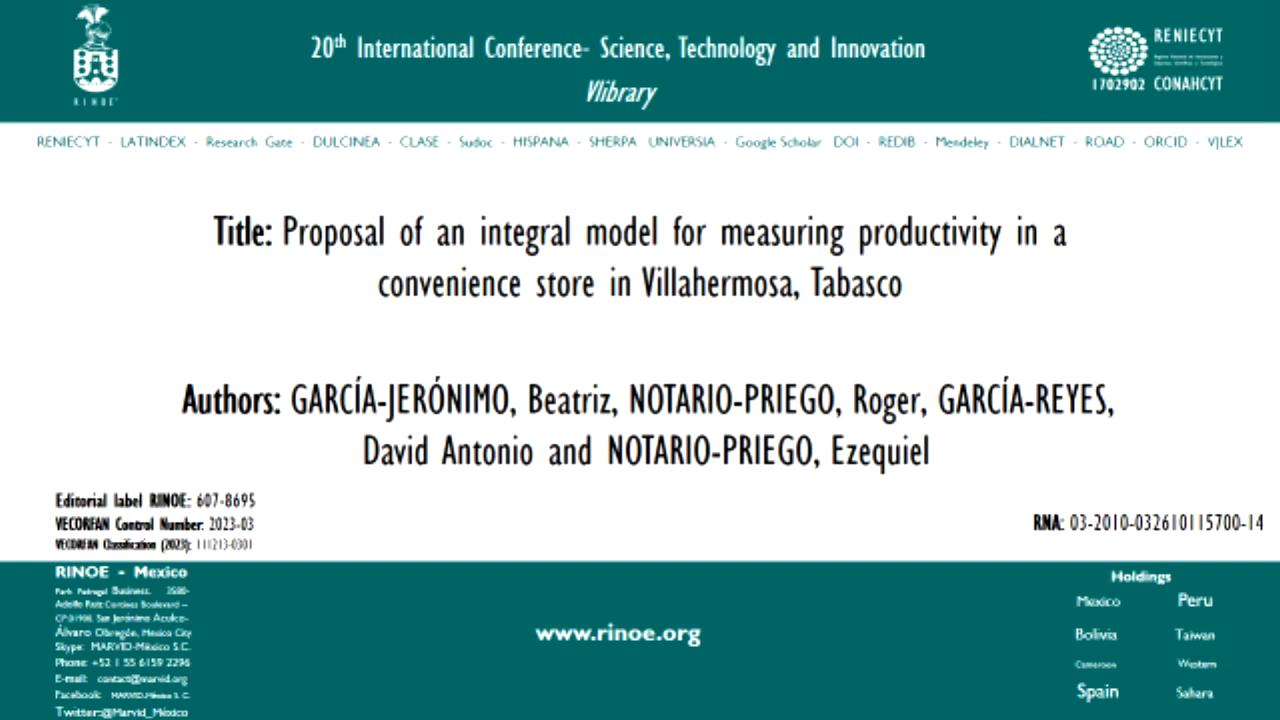 RINOE
20th International Conference- Science, Technology and Innovation
Vlibrary
RENIECYT
1702902 CONAHCYT
RENIECYT - LATINDEX - Research Gate - DULCINEA - CLASE - Sudoc - HISPANA - SHERPA UNIVERSIA - Google Scholar DOI - REDIB - Mendeley - DIALNET - ROAD - ORCID - V|LEX
Title: Proposal of an integral model for measuring productivity in a
convenience store in Villahermosa, Tabasco
Authors: GARCÍA-JERÓNIMO, Beatriz, NOTARIO-PRIEGO, Roger, GARCÍA-REYES,
David Antonio and NOTARIO-PRIEGO, Ezequiel
Editorial label RINOE: 607-8695
VECORFAN Control Number: 2023-03
VECORFAN Classification (2023): 111213-0301
RNA: 03-2010-032610115700-14
RINOE - Mexico
Park Pedregal Business. 3580-
Adolfo Ruiz Cortines Boulevard –
CP.01900. San Jerónimo Aculco-
Álvaro Obregón, Mexico City
Skype: MARVID-México S.C.
Phone: +52 1 55 6159 2296
E-mail: contact@marvid.org
Facebook: MARVID-México S. C.
Twitter:@Marvid_México
www.rinoe.org
Holdings
Mexico Peru
Bolivia Taiwan
Cameroon Western
Spain Sahara